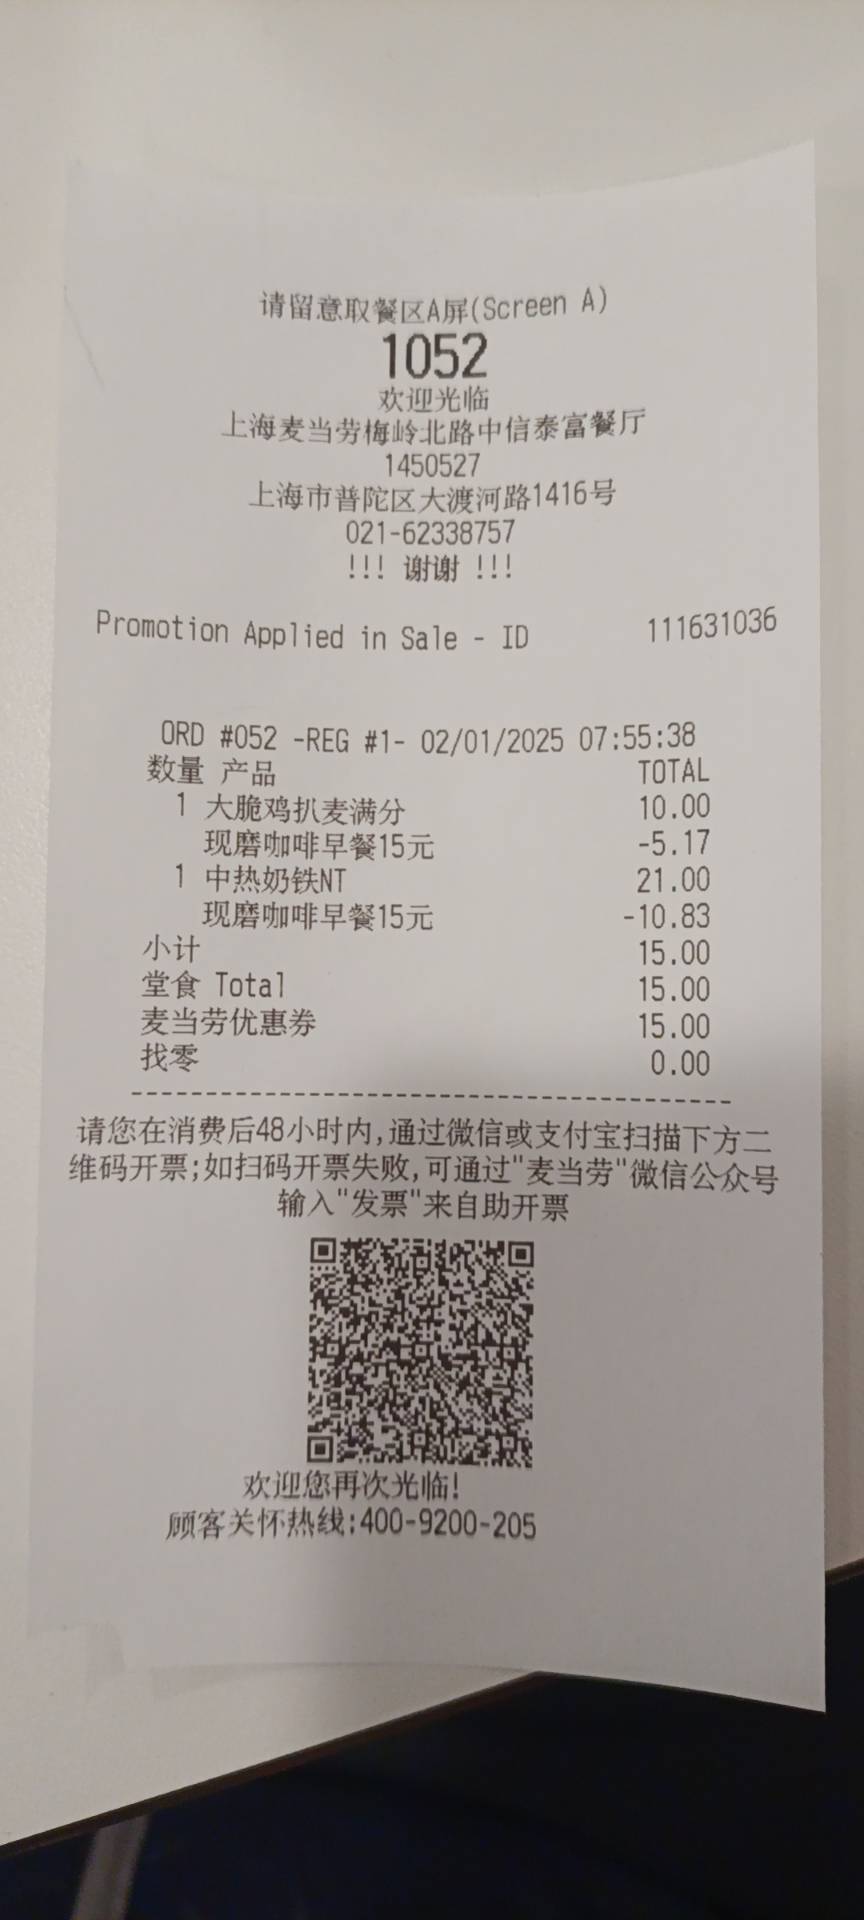 请留意取餐区A屏(Screen A)
1052
欢迎光临
上海麦当劳梅岭北路中信泰富餐厅
1450527
上海市普陀区大渡河路1416号
021-62338757
!!! 谢谢 !!!
Promotion Applied in Sale - ID 111631036
ORD #052 -REG #1- 02/01/2025 07:55:38
数量 产品 TOTAL
1 大脆鸡扒麦满分 10.00
现磨咖啡早餐15元 -5.17
1 中热奶铁NT 21.00
现磨咖啡早餐15元 -10.83
小计 15.00
堂食 Total 15.00
麦当劳优惠券 15.00
找零 0.00
请您在消费后48小时内,通过微信或支付宝扫描下方二
维码开票;如扫码开票失败,可通过"麦当劳"微信公众号
输入"发票"来自助开票
欢迎您再次光临!
顾客关怀热线:400-9200-205